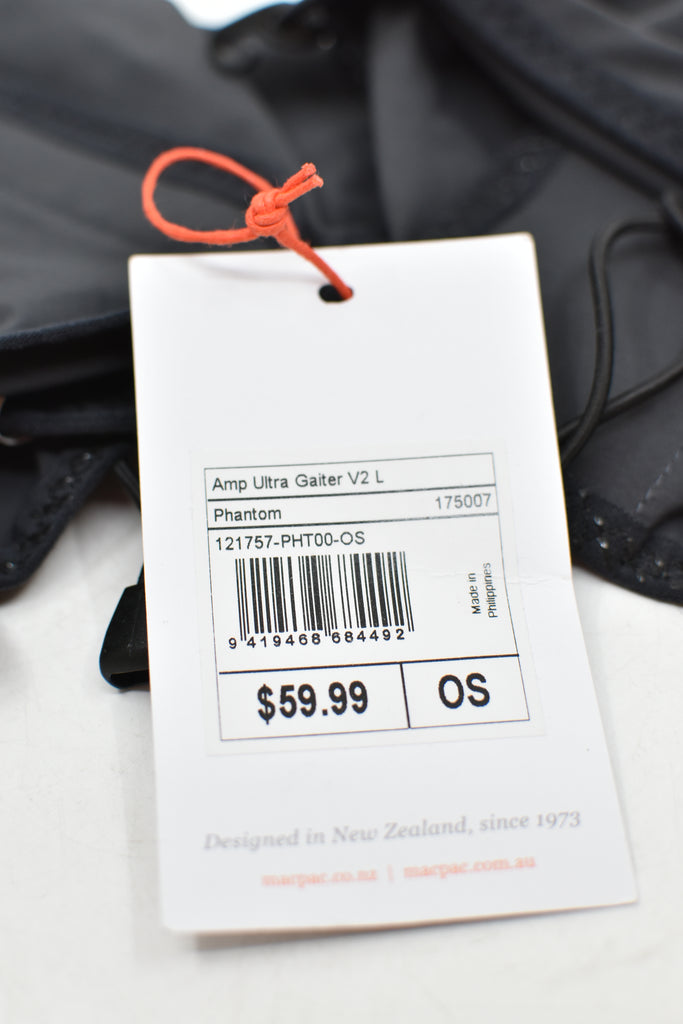 Amp Ultra Gaiter V2 L
Phantom 175007
121757-PHT00-OS
Made in
Philippines
9 419468 684492
$59.99 OS
Designed in New Zealand, since 1973
macpac.co.nz | macpac.com.au